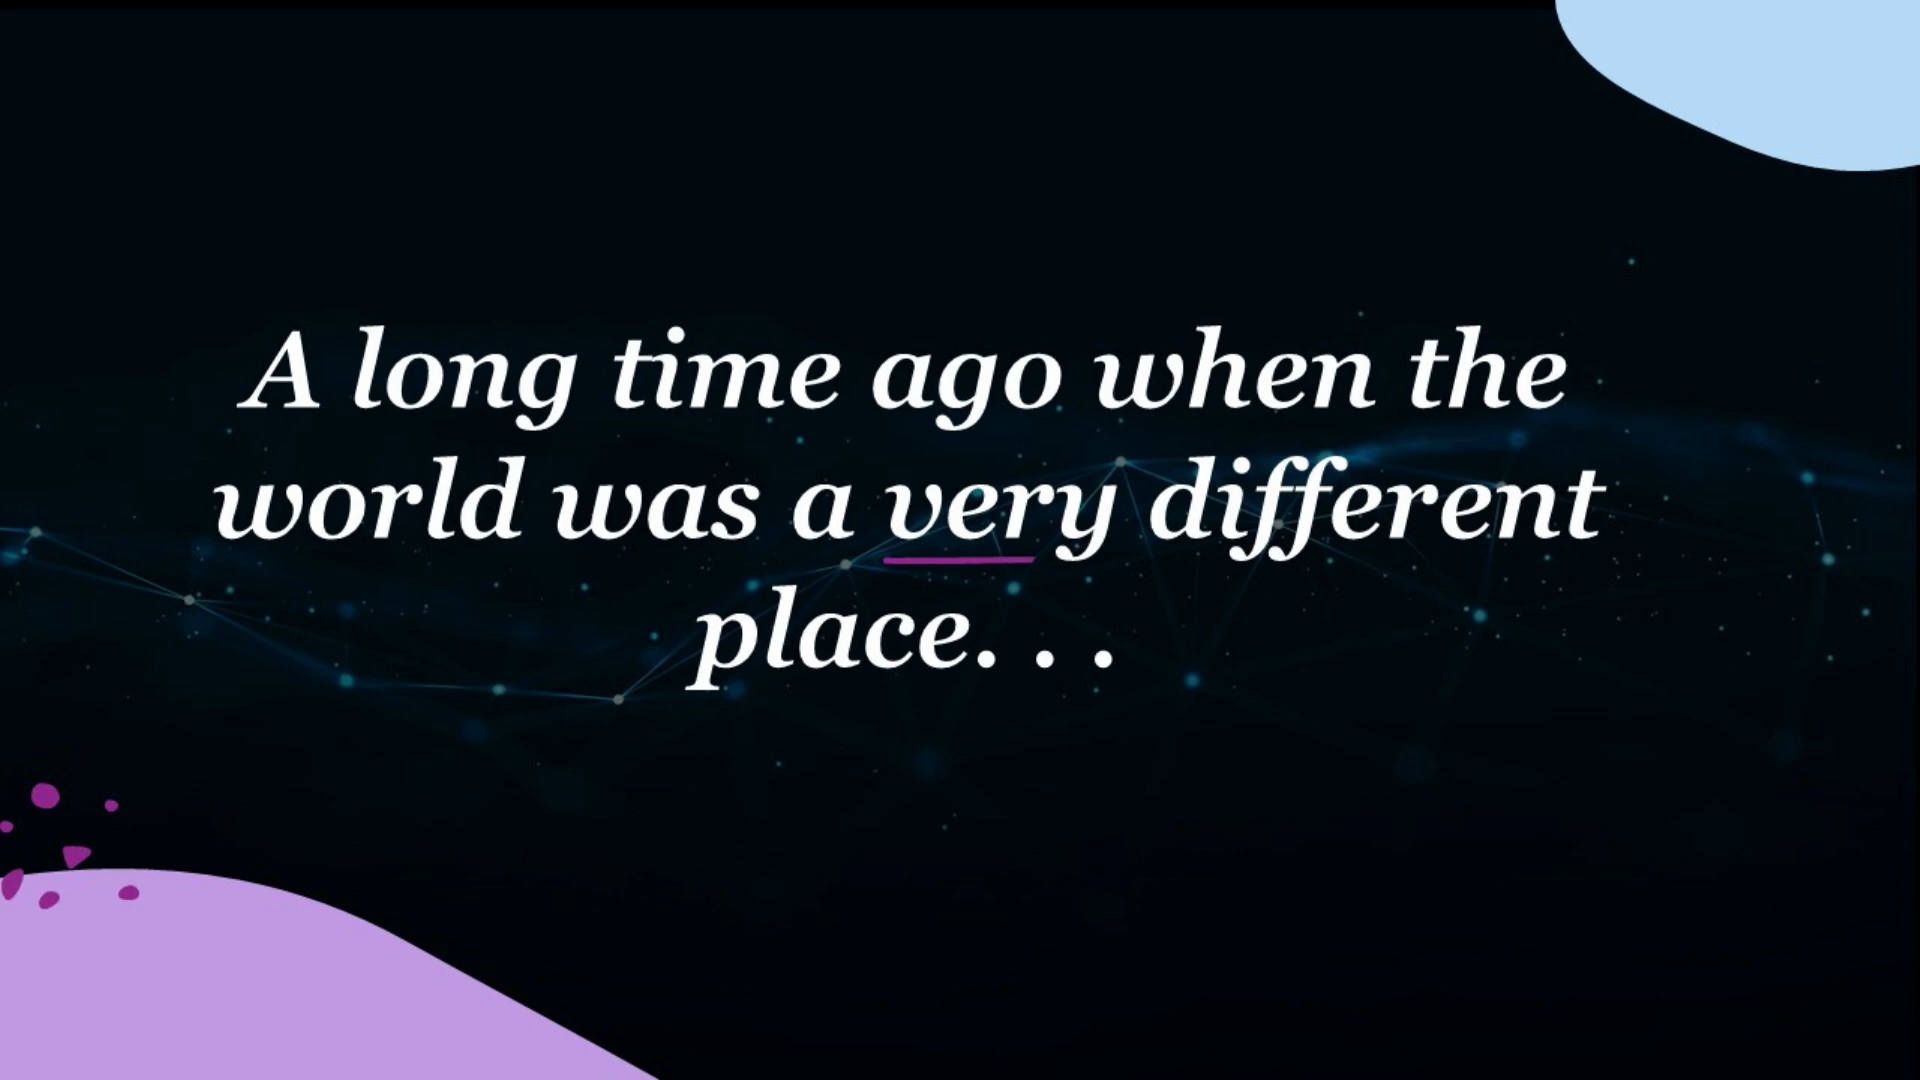 A long time ago when the
world was a very different
place. . .